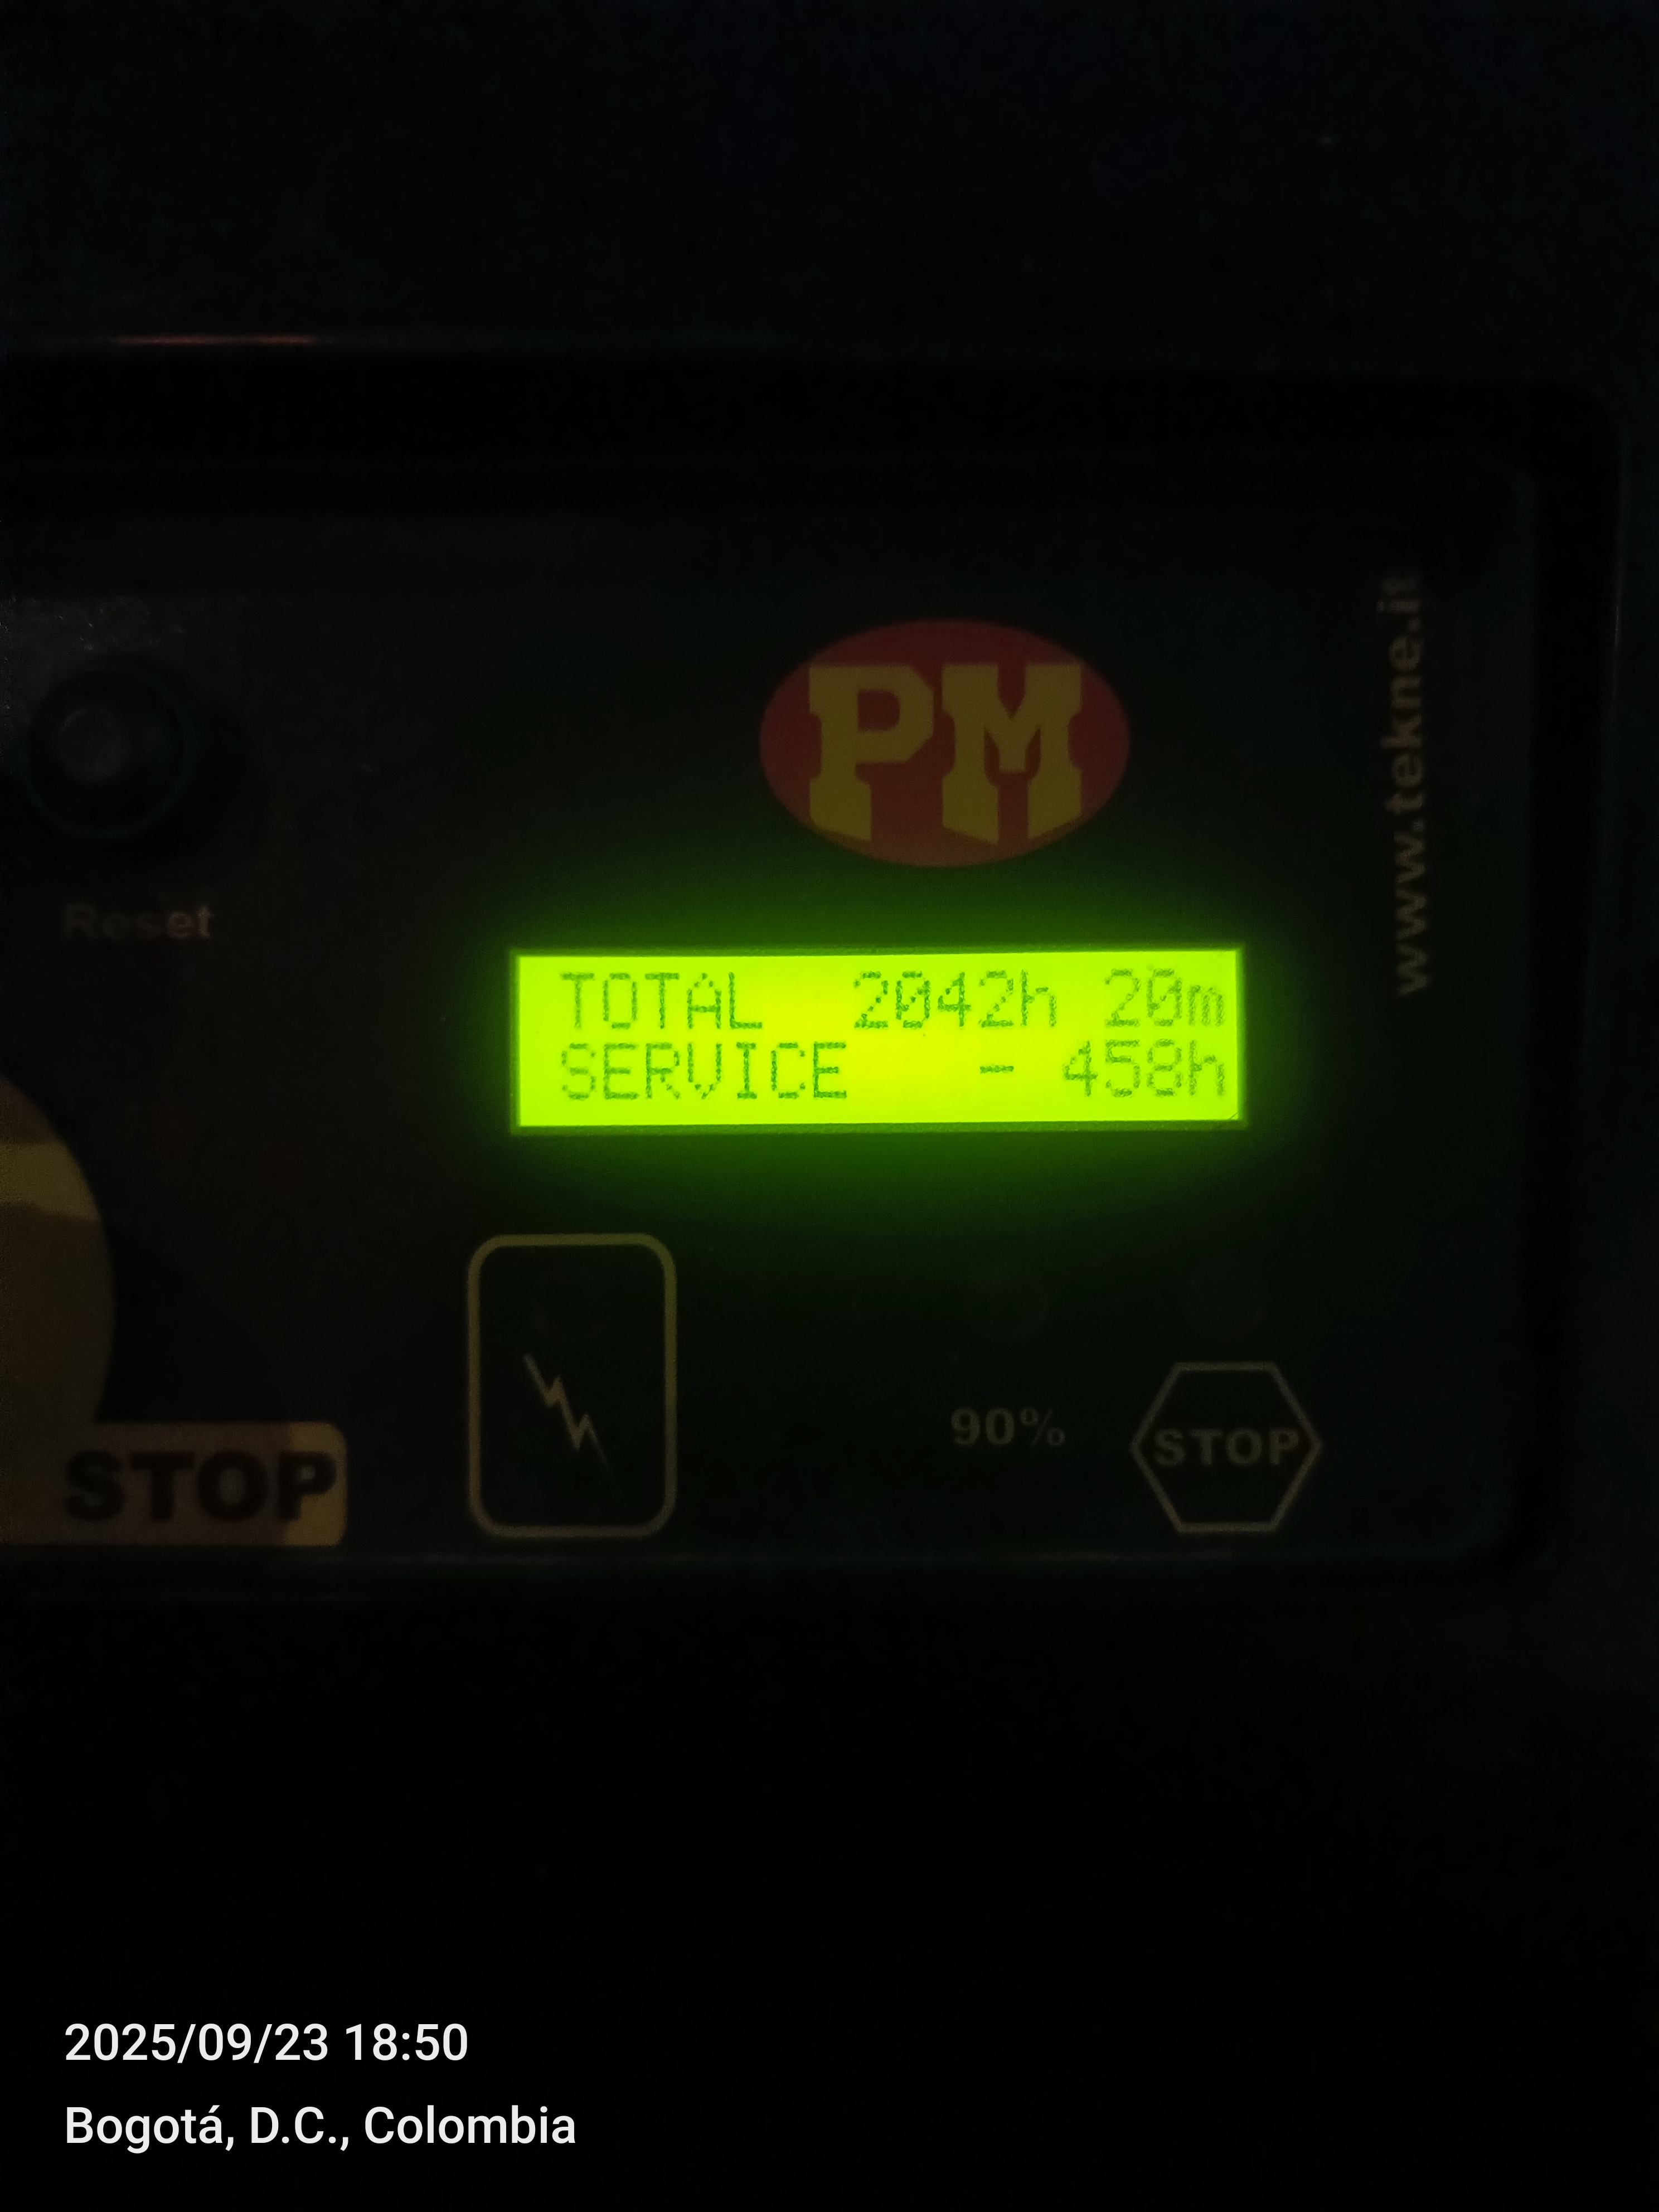 PM
www.tekne.it
Reset
TOTAL 2042h 20m
SERVICE - 458h
90%
STOP
STOP
2025/09/23 18:50
Bogotá, D.C., Colombia